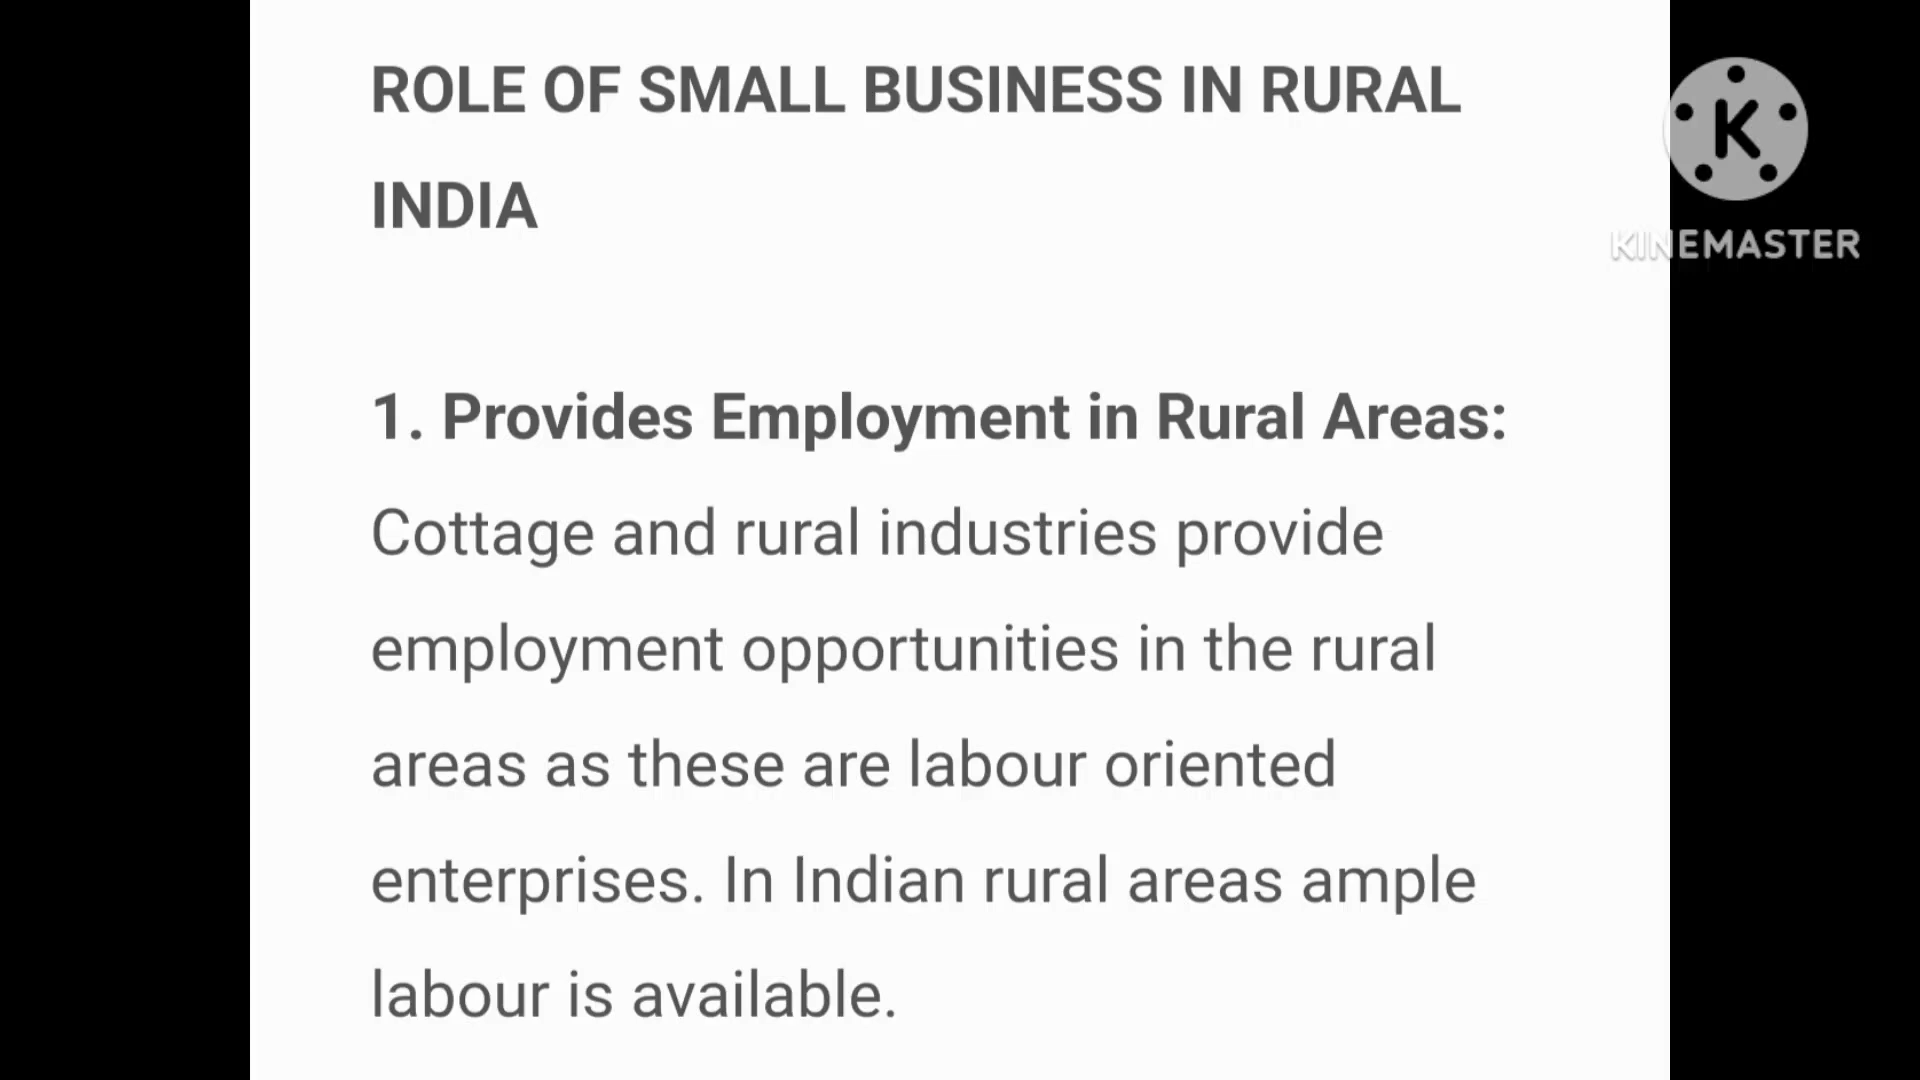 ROLE OF SMALL BUSINESS IN RURAL
INDIA
K
KINEMASTER
1. Provides Employment in Rural Areas:
Cottage and rural industries provide
employment opportunities in the rural
areas as these are labour oriented
enterprises. In Indian rural areas ample
labour is available.